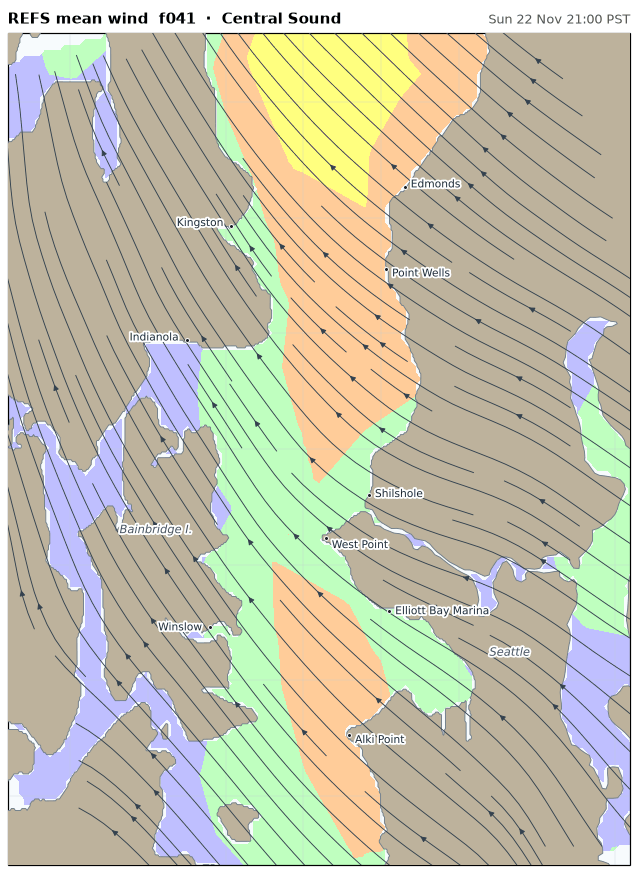 REFS mean wind f041 · Central Sound
Sun 22 Nov 21:00 PST
Edmonds
Kingston
Point Wells
Indianola
Shilshole
Bainbridge I.
West Point
Elliott Bay Marina
Winslow
Seattle
Alki Point